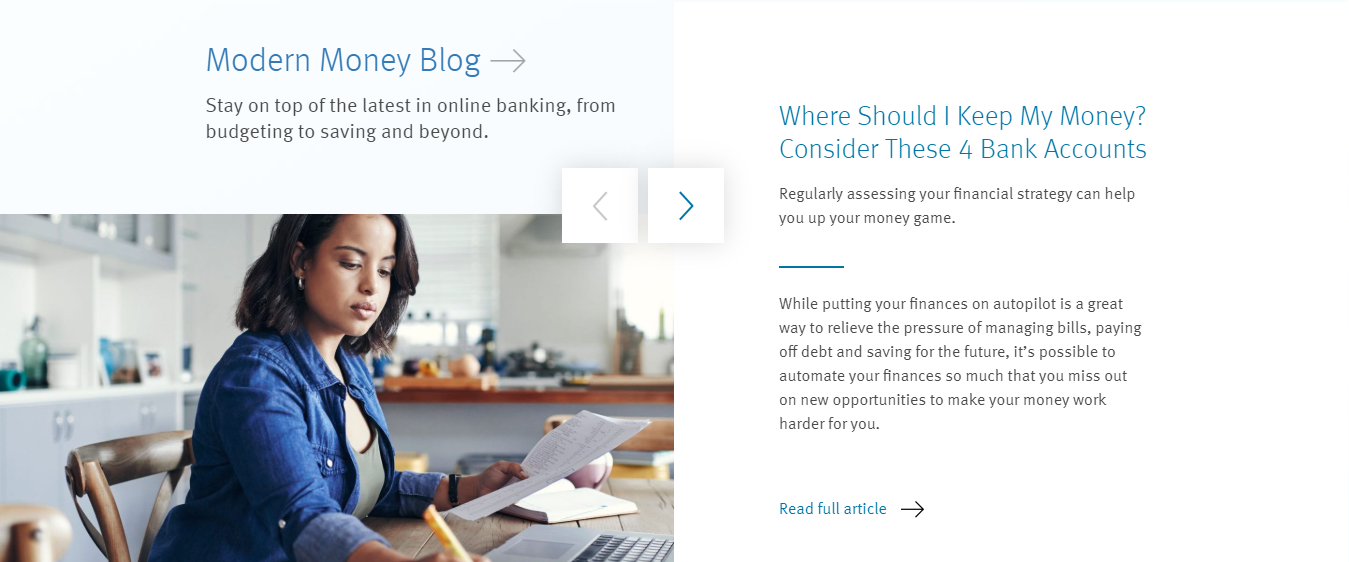 Modern Money Blog
Stay on top of the latest in online banking, from
budgeting to saving and beyond.
Where Should I Keep My Money?
Consider These 4 Bank Accounts
Regularly assessing your financial strategy can help
you up your money game.
While putting your finances on autopilot is a great
way to relieve the pressure of managing bills, paying
off debt and saving for the future, it’s possible to
automate your finances so much that you miss out
on new opportunities to make your money work
harder for you.
Read full article